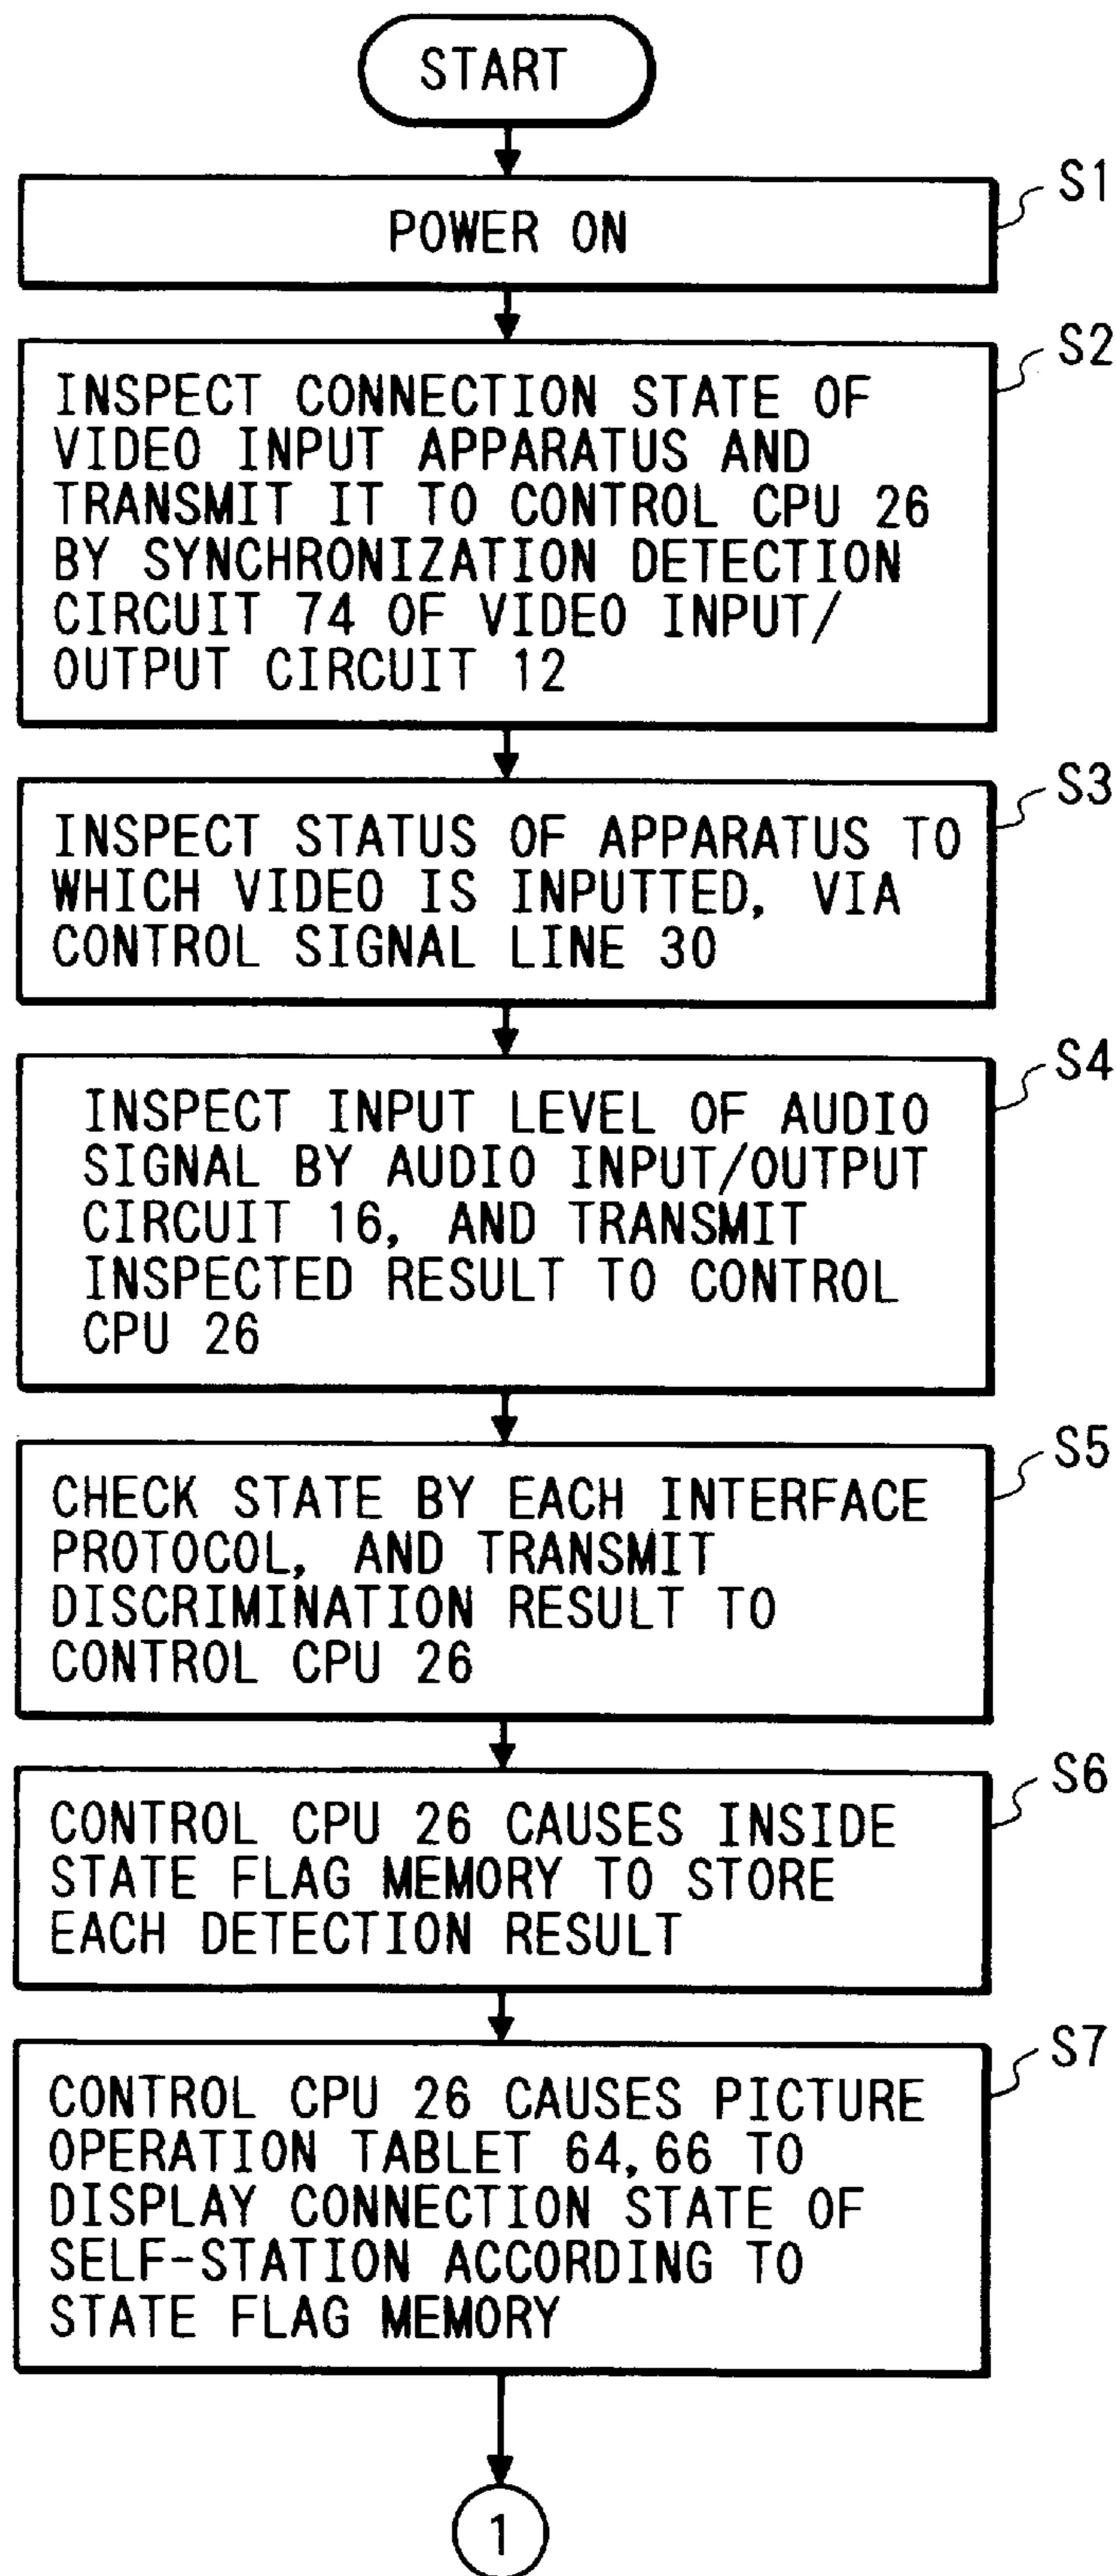 START
S1
POWER ON
S2
INSPECT CONNECTION STATE OF
VIDEO INPUT APPARATUS AND
TRANSMIT IT TO CONTROL CPU 26
BY SYNCHRONIZATION DETECTION
CIRCUIT 74 OF VIDEO INPUT/
OUTPUT CIRCUIT 12
S3
INSPECT STATUS OF APPARATUS TO
WHICH VIDEO IS INPUTTED, VIA
CONTROL SIGNAL LINE 30
S4
INSPECT INPUT LEVEL OF AUDIO
SIGNAL BY AUDIO INPUT/OUTPUT
CIRCUIT 16, AND TRANSMIT
INSPECTED RESULT TO CONTROL
CPU 26
S5
CHECK STATE BY EACH INTERFACE
PROTOCOL, AND TRANSMIT
DISCRIMINATION RESULT TO
CONTROL CPU 26
S6
CONTROL CPU 26 CAUSES INSIDE
STATE FLAG MEMORY TO STORE
EACH DETECTION RESULT
S7
CONTROL CPU 26 CAUSES PICTURE
OPERATION TABLET 64,66 TO
DISPLAY CONNECTION STATE OF
SELF-STATION ACCORDING TO
STATE FLAG MEMORY
1